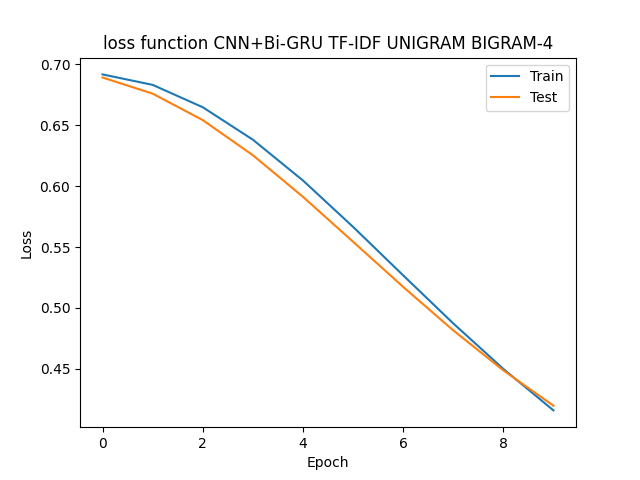 loss function CNN+Bi-GRU TF-IDF UNIGRAM BIGRAM-4
Train
Test
0.70
0.65
0.60
0.55
0.50
0.45
Loss
0 2 4 6 8
Epoch